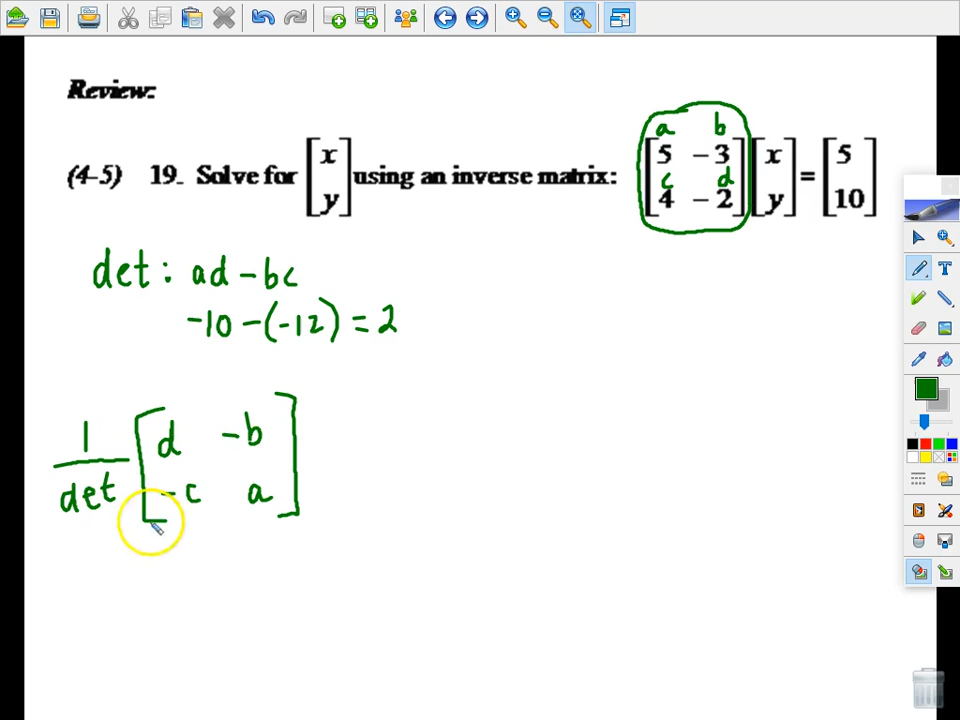 Review:
a b
(4-5) 19. Solve for [x y] using an inverse matrix: [5 -3 4 -2] [x y] = [5 10]
c d
det: ad - bc
-10 - (-12) = 2
1/det [d -b -c a]
T